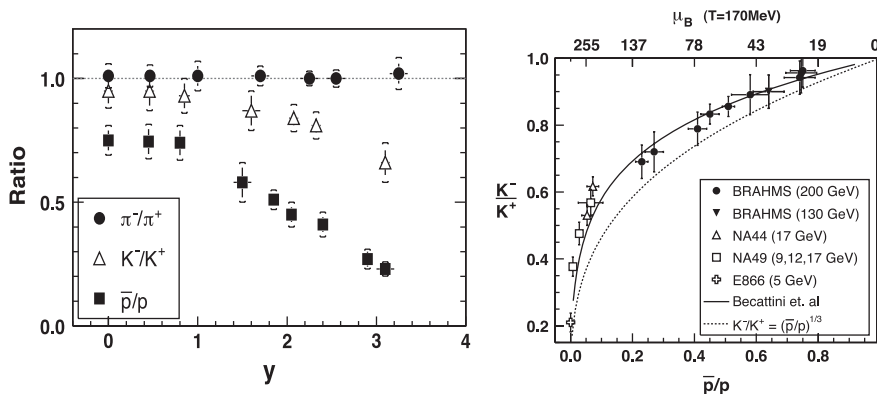 Ratio
1.0
0.5
0.0
π⁻/π⁺
K⁻/K⁺
p̅/p
0 1 2 3 4
y
μ_B (T=170MeV)
255 137 78 43 19 0
K⁻
K⁺
1.0
0.8
0.6
0.4
0.2
BRAHMS (200 GeV)
BRAHMS (130 GeV)
NA44 (17 GeV)
NA49 (9,12,17 GeV)
E866 (5 GeV)
Becattini et. al
K⁻/K⁺ = (p̅/p)^1/3
0.0 0.2 0.4 0.6 0.8
p̅/p